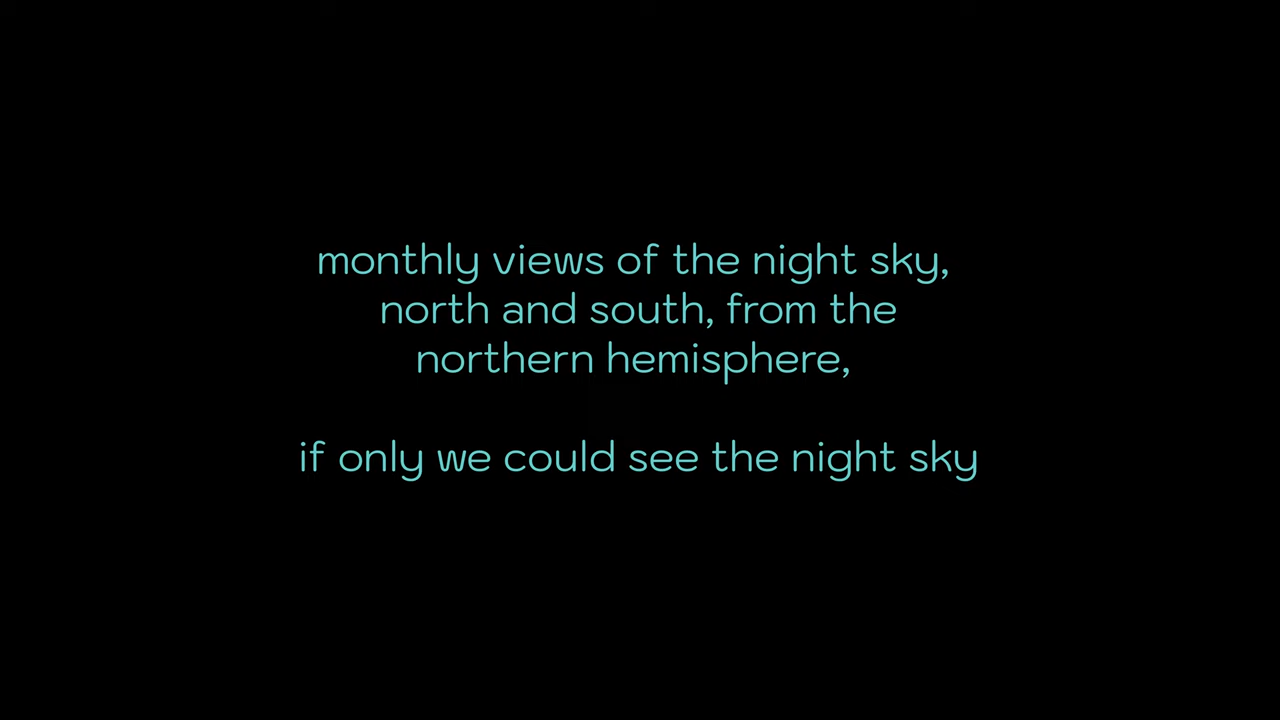 monthly views of the night sky,
north and south, from the
northern hemisphere,
if only we could see the night sky